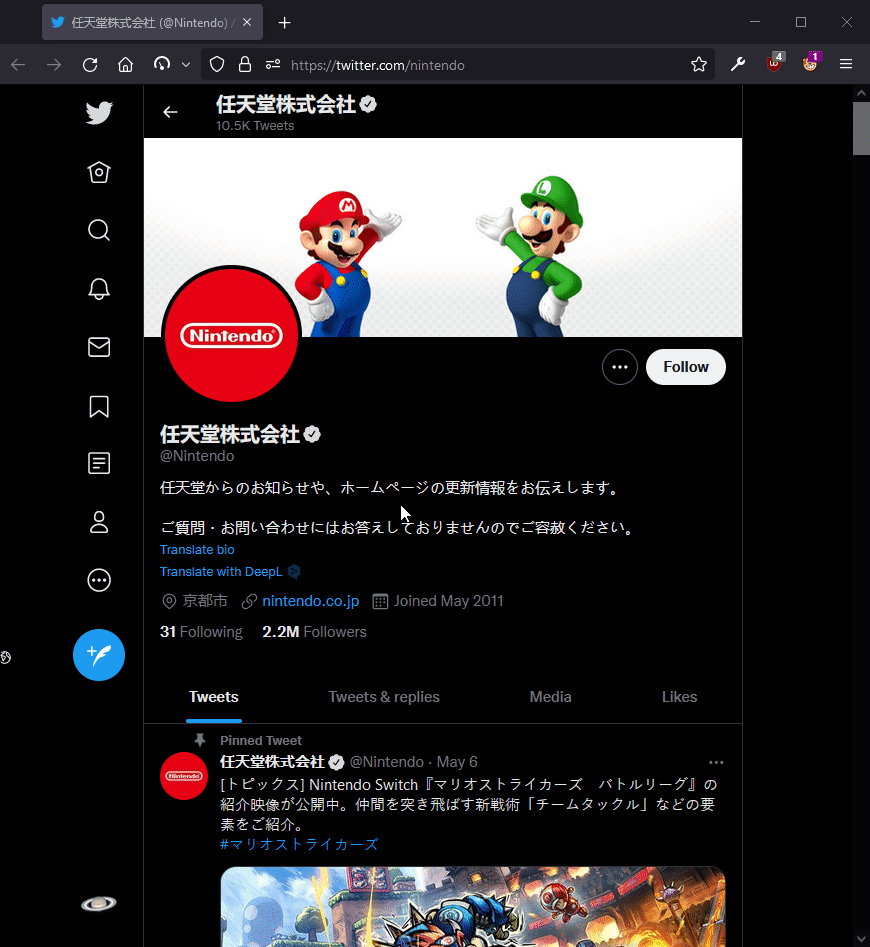 任天堂株式会社 (@Nintendo) /
https://twitter.com/nintendo
4
1
任天堂株式会社
10.5K Tweets
M
L
Nintendo
Follow
任天堂株式会社
@Nintendo
任天堂からのお知らせや、ホームページの更新情報をお伝えします。
ご質問・お問い合わせにはお答えしておりませんのでご容赦ください。
Translate bio
Translate with DeepL
京都市 nintendo.co.jp Joined May 2011
31 Following 2.2M Followers
Tweets Tweets & replies Media Likes
Pinned Tweet
任天堂株式会社 @Nintendo · May 6
Nintendo
[トピックス] Nintendo Switch『マリオストライカーズ　バトルリーグ』の
紹介映像が公開中。仲間を突き飛ばす新戦術「チームタックル」などの要
素をご紹介。
#マリオストライカーズ